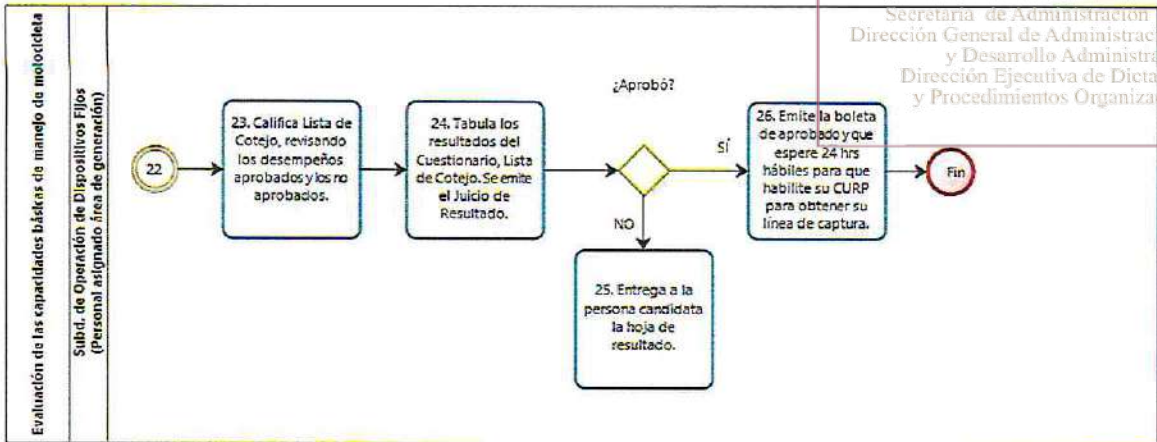 Evaluación de las capacidades básicas de manejo de motocicleta
Subd. de Operación de Dispositivos Fijos
(Personal asignado área de generación)
Secretaría de Administración
Dirección General de Administrac
y Desarrollo Administra
Dirección Ejecutiva de Dicta
y Procedimientos Organiza
22
23. Califica Lista de
Cotejo, revisando
los desempeños
aprobados y los no
aprobados.
24. Tabula los
resultados del
Cuestionario, Lista
de Cotejo. Se emite
el Juicio de
Resultado.
¿Aprobó?
SÍ
NO
25. Entrega a la
persona candidata
la hoja de
resultado.
26. Emite la boleta
de aprobado y que
espere 24 hrs
hábiles para que
habilite su CURP
para obtener su
línea de captura.
Fin